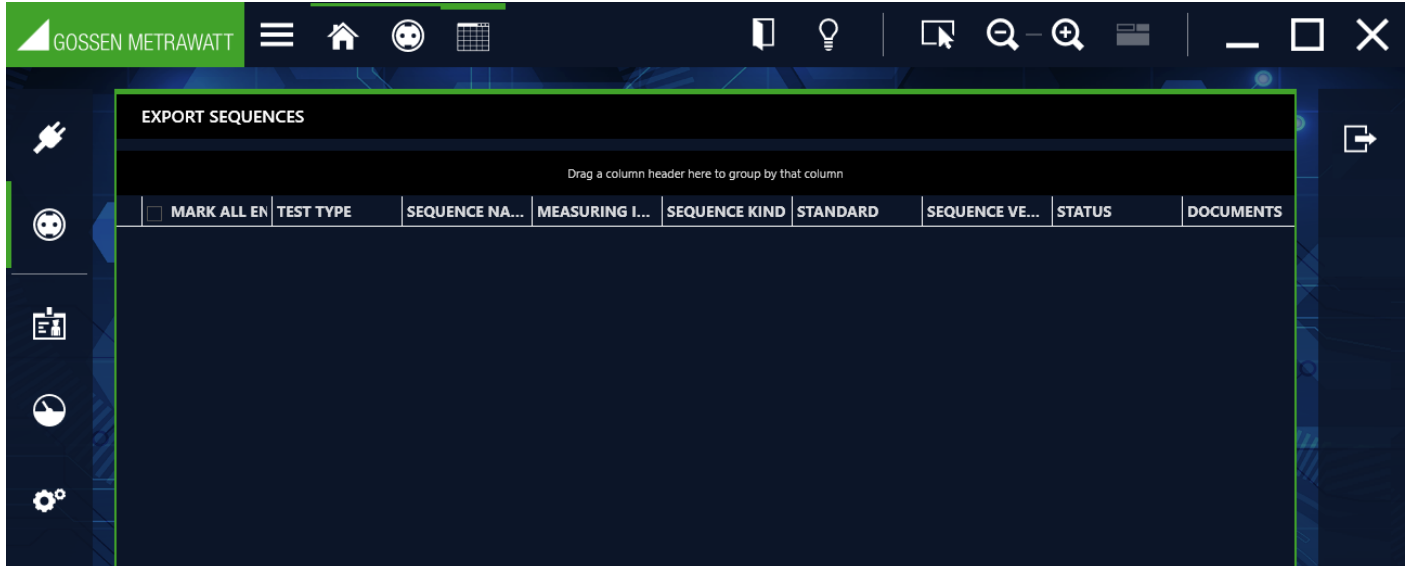 GOSSEN METRAWATT
EXPORT SEQUENCES
Drag a column header here to group by that column
MARK ALL EN TEST TYPE SEQUENCE NA... MEASURING I... SEQUENCE KIND STANDARD SEQUENCE VE... STATUS DOCUMENTS